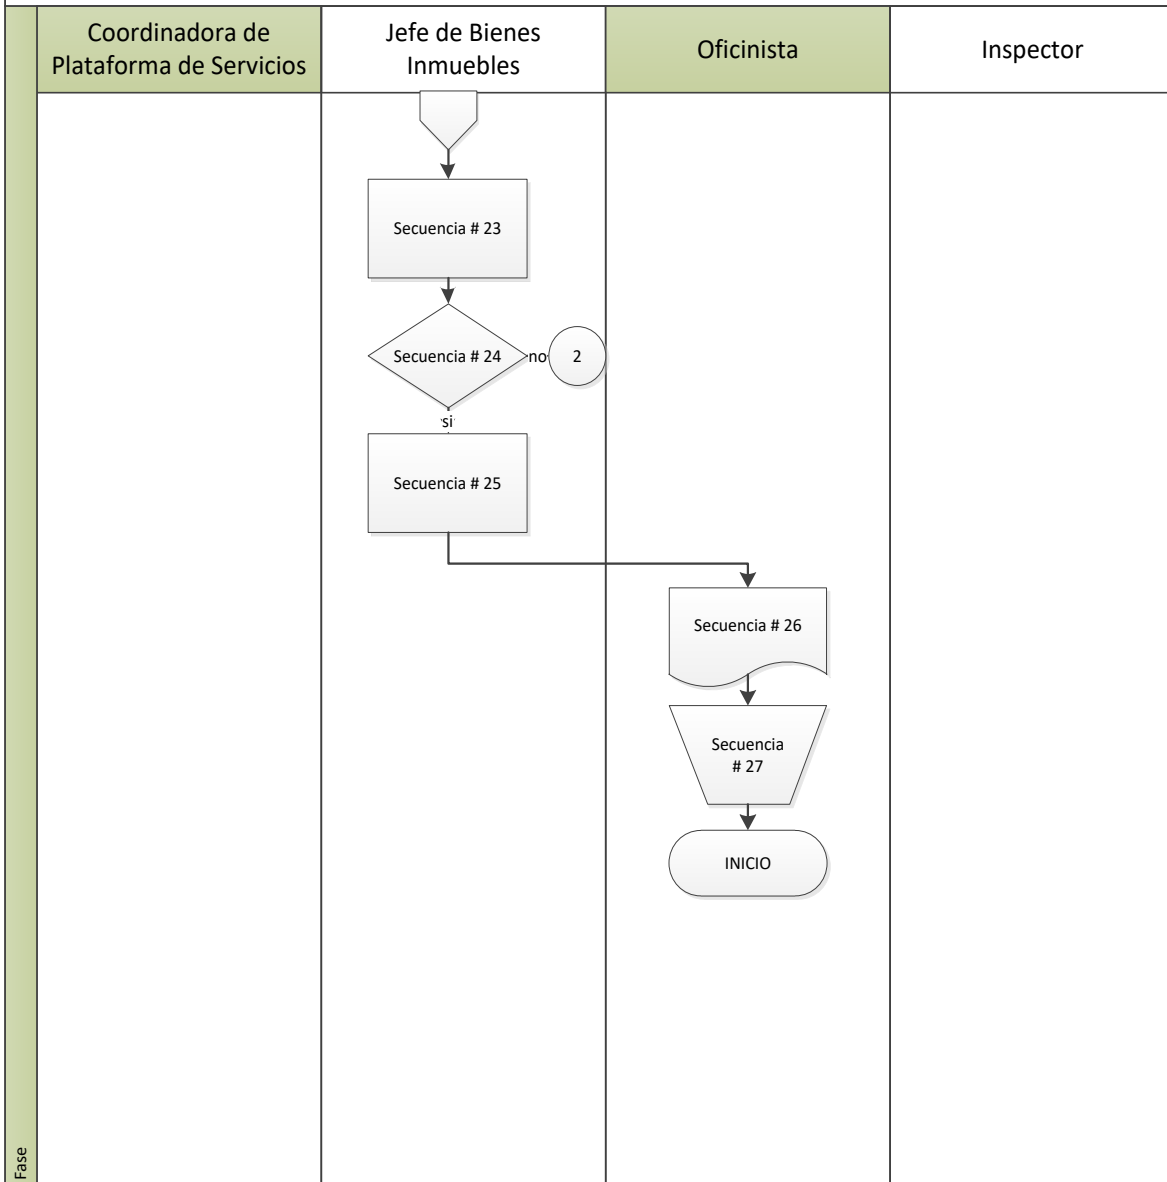 Coordinadora de
Plataforma de Servicios
Jefe de Bienes
Inmuebles
Oficinista
Inspector
Secuencia # 23
Secuencia # 24
no
2
si
Secuencia # 25
Secuencia # 26
Secuencia
# 27
INICIO
Fase